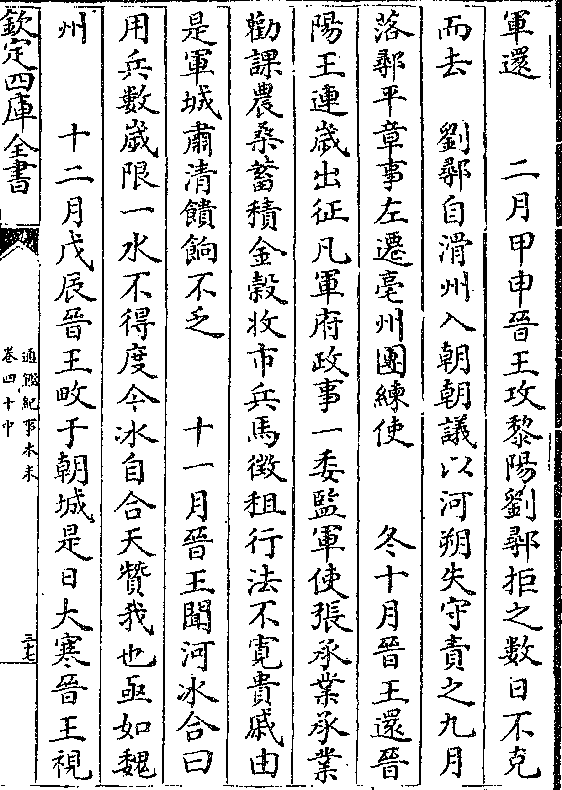 軍還　二月甲申晉王攻黎陽劉鄩拒之數日不克
而去　劉鄩自滑州入朝朝議以河朔失守責之九月
落鄩平章事左遷亳州團練使　冬十月晉王還晉
陽王連歲出征凡軍府政事一委監軍使張承業承業
勸課農桑蓄積金穀收市兵馬徵租行法不寛貴戚由
是軍城肅清饋餉不乏　十一月晉王聞河氷合曰
用兵數歲限一水不得度今冰自合天贊我也亟如魏
州　十二月戊辰晉王畋于朝城是日大寒晉王視
欽定四庫全書
通鑑紀事本末
卷四十中
三七